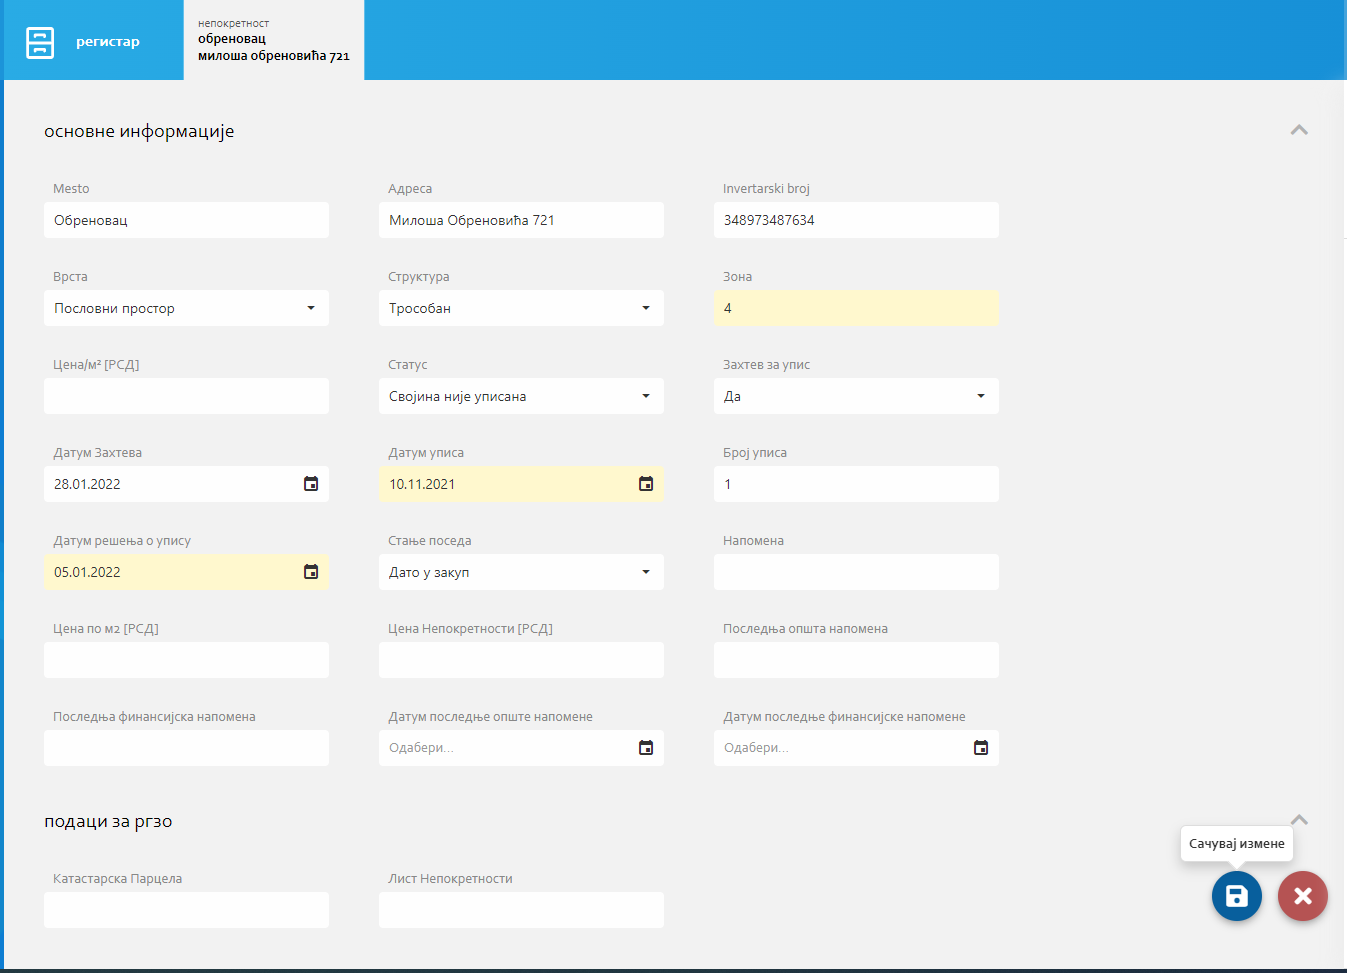 регистар
непокретност
обреновац
милоша обреновића 721
основне информације
Mesto
Адреса
Invertarski broj
Обреновац
Милоша Обреновића 721
348973487634
Врста
Структура
Зона
Пословни простор
Трособан
4
Цена/м² [РСД]
Статус
Захтев за упис
Својина није уписана
Да
Датум Захтева
Датум уписа
Број уписа
28.01.2022
10.11.2021
1
Датум решења о упису
Стање поседа
Напомена
05.01.2022
Дато у закуп
Цена по м2 [РСД]
Цена Непокретности [РСД]
Последња општа напомена
Последња финансијска напомена
Датум последње опште напомене
Датум последње финансијске напомене
Одабери...
Одабери...
подаци за ргзо
Сачувај измене
Катастарска Парцела
Лист Непокретности